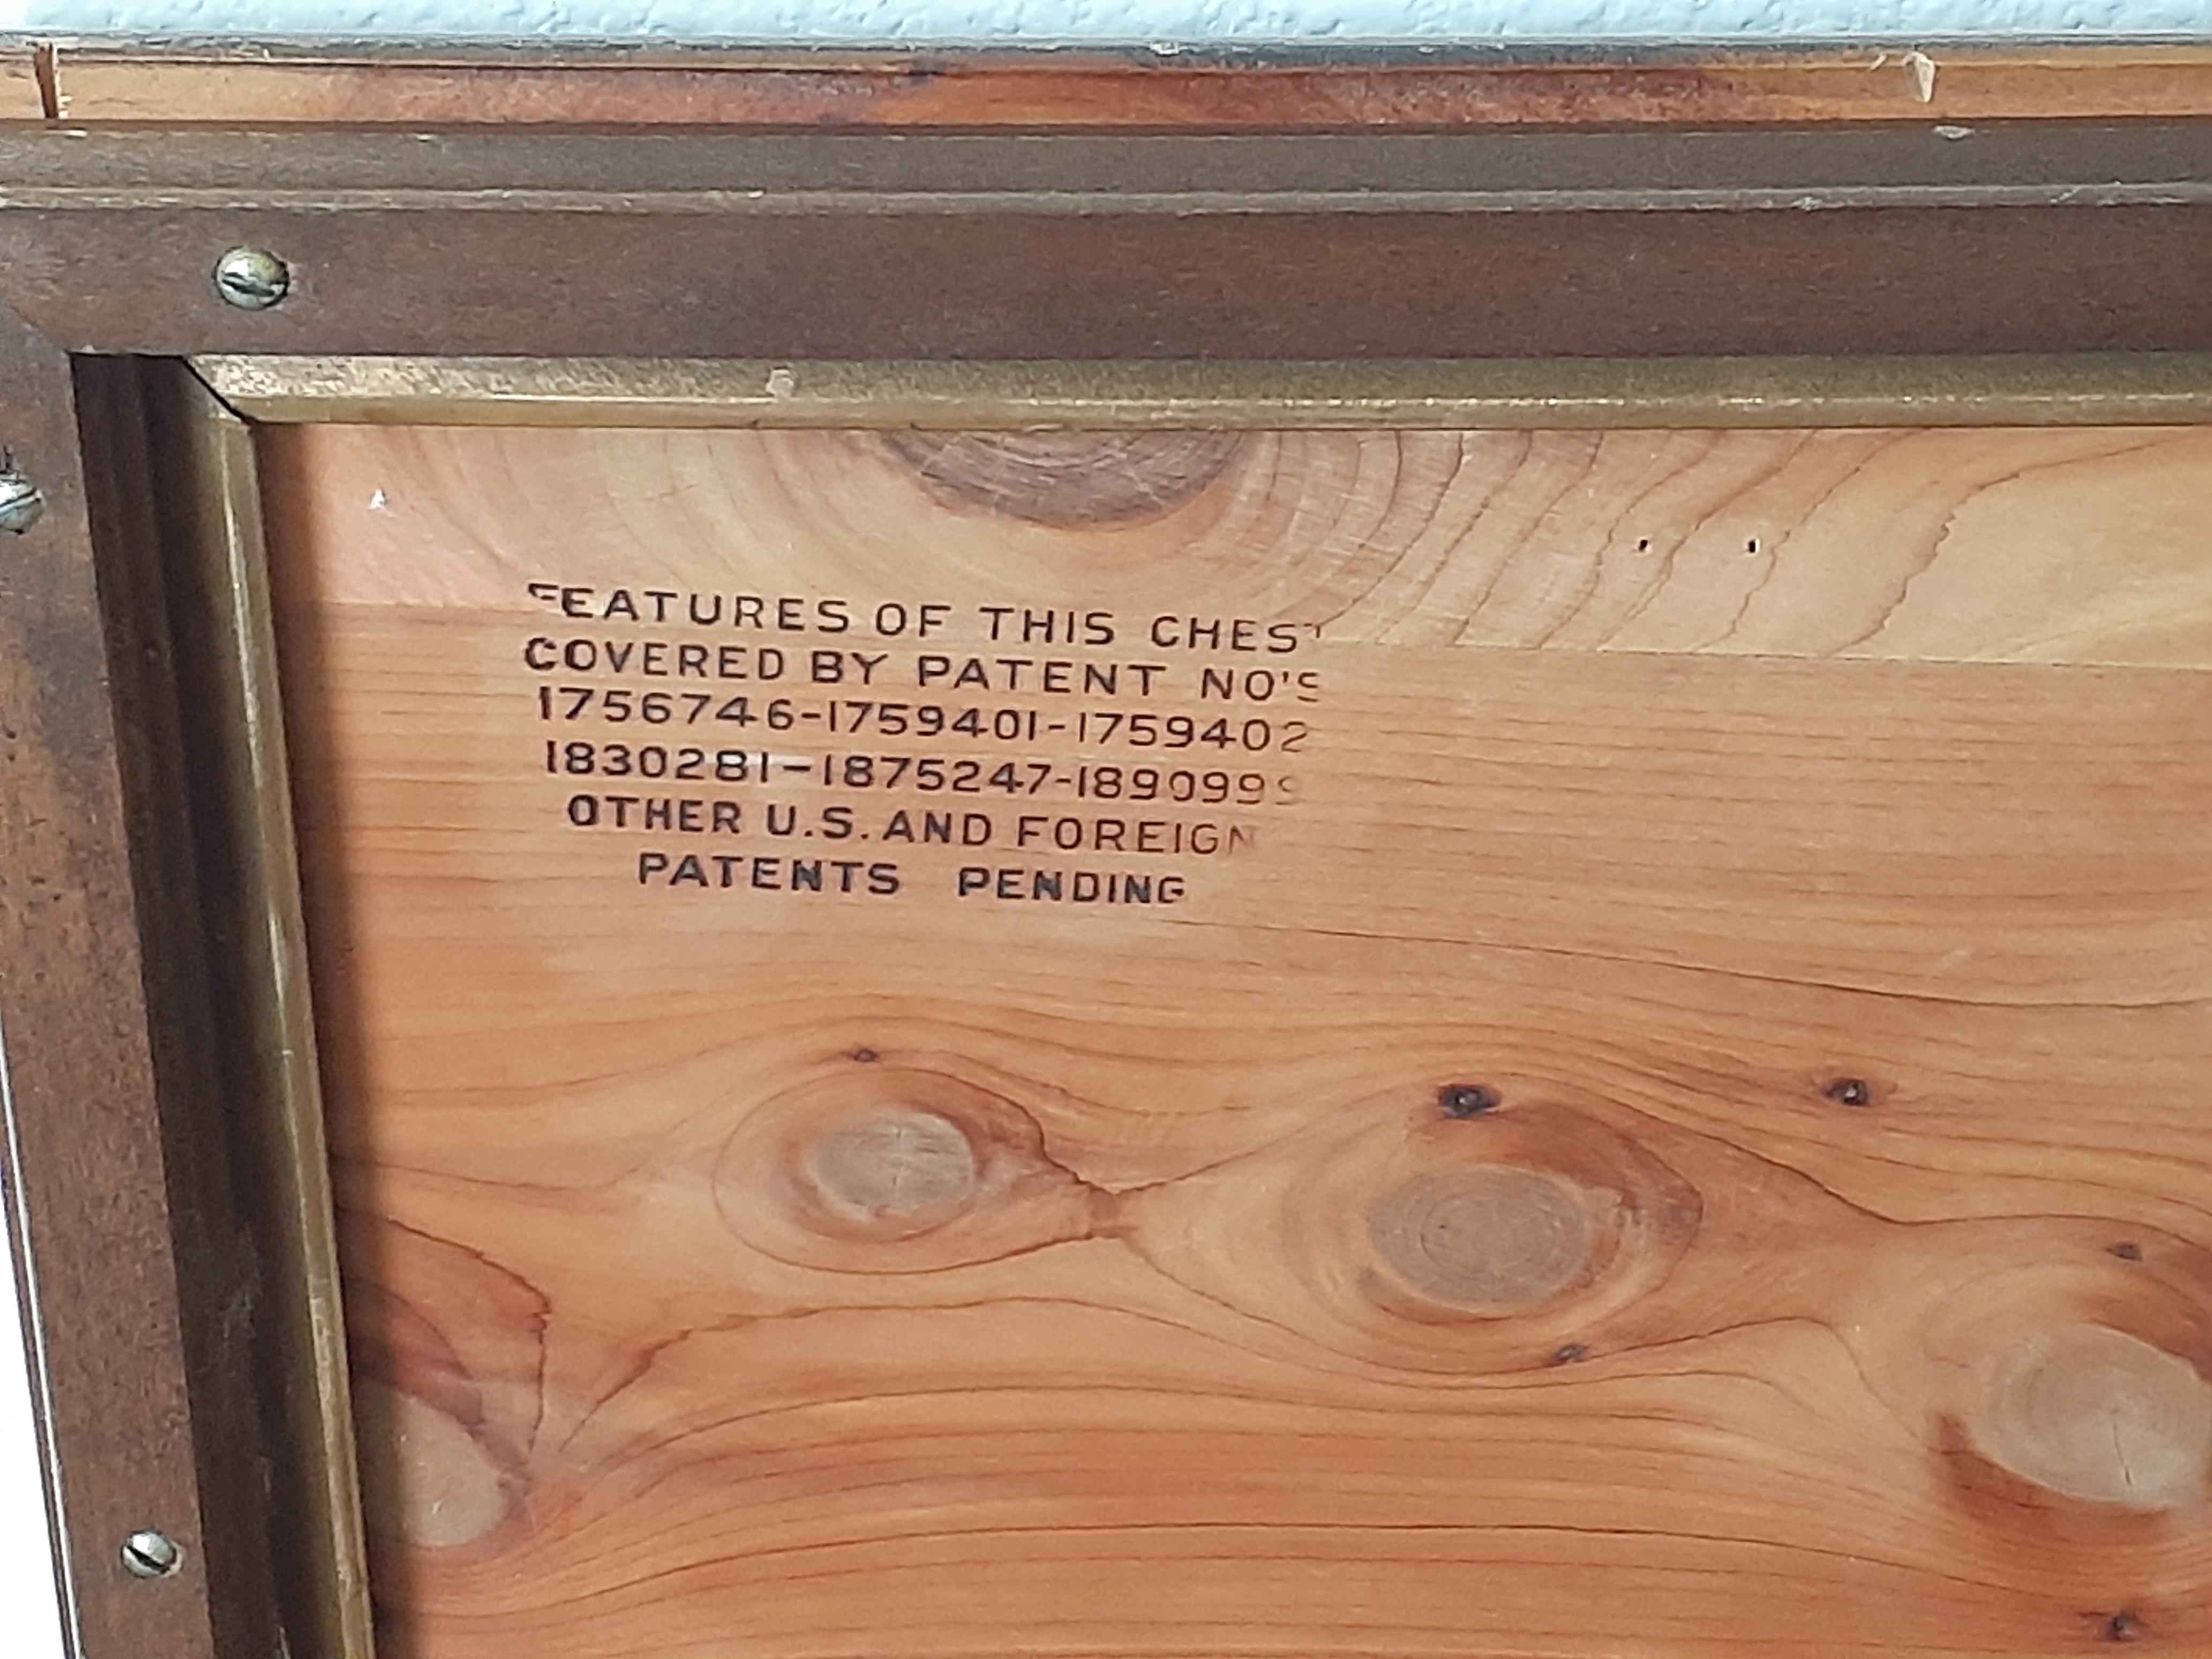 FEATURES OF THIS CHEST
COVERED BY PATENT NO'S
1756746-1759401-1759402
1830281-1875247-1890999
OTHER U.S. AND FOREIGN
PATENTS PENDING